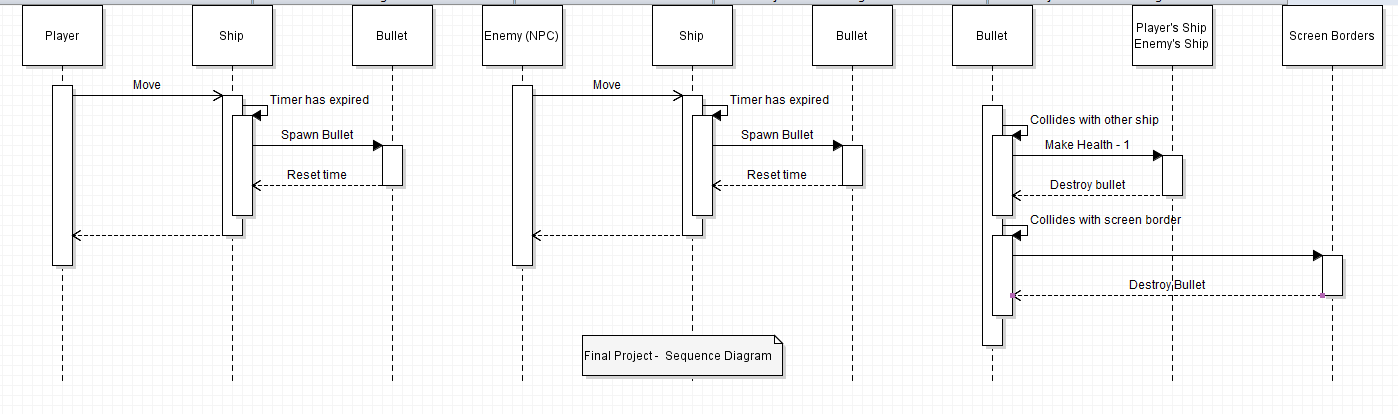 Player
Ship
Bullet
Enemy (NPC)
Ship
Bullet
Bullet
Player's Ship
Enemy's Ship
Screen Borders
Move
Timer has expired
Spawn Bullet
Reset time
Move
Timer has expired
Spawn Bullet
Reset time
Collides with other ship
Make Health - 1
Destroy bullet
Collides with screen border
Destroy Bullet
Final Project - Sequence Diagram